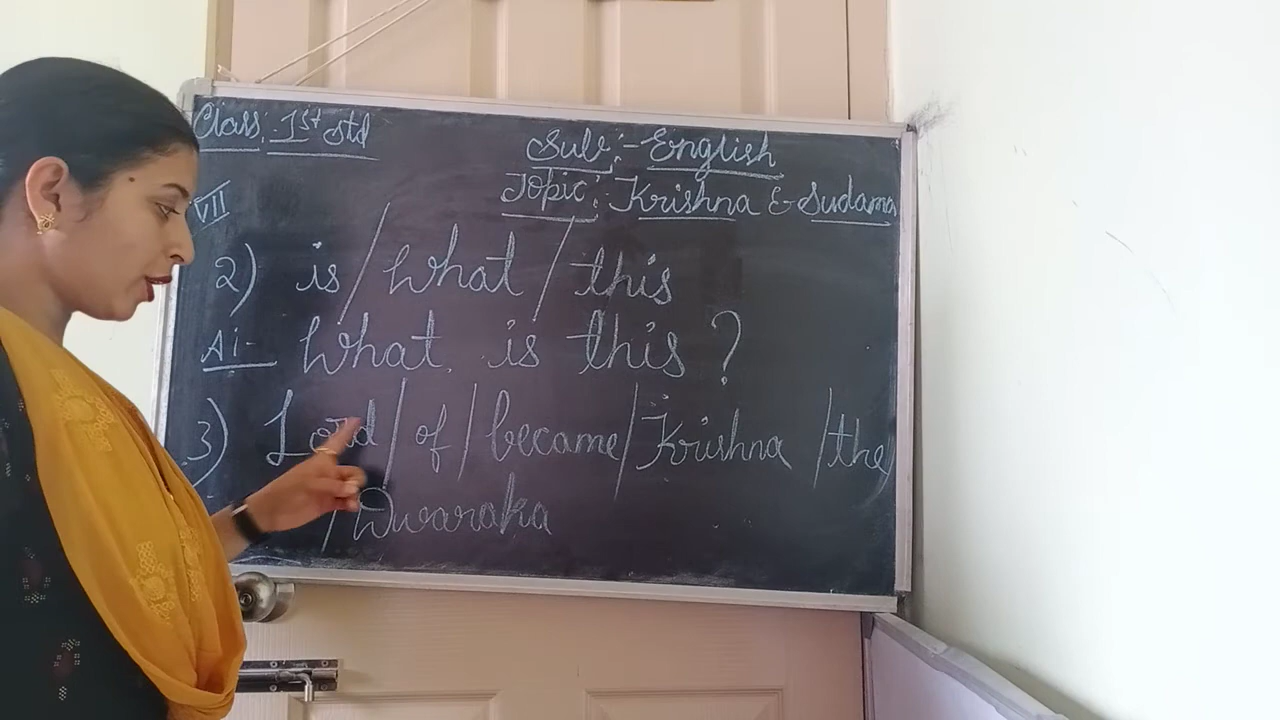 Class:- 1st Std
Sub:- English
Topic: Krishna & Sudama
VII
2) is / What / this
A:- What is this?
3) Lord / of / became / Krishna / the
/ Dwaraka